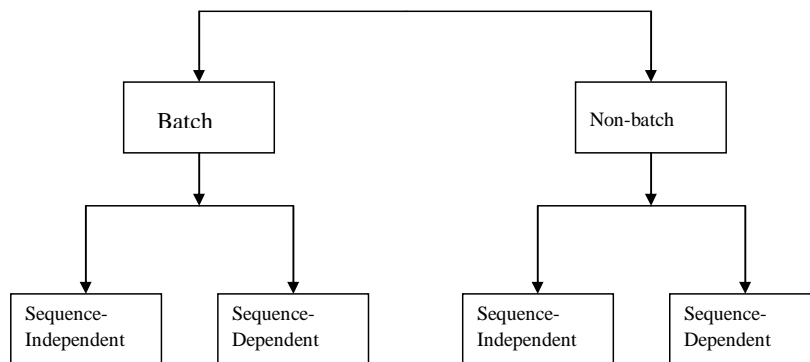 Batch
Non-batch
Sequence-
Independent
Sequence-
Dependent
Sequence-
Independent
Sequence-
Dependent